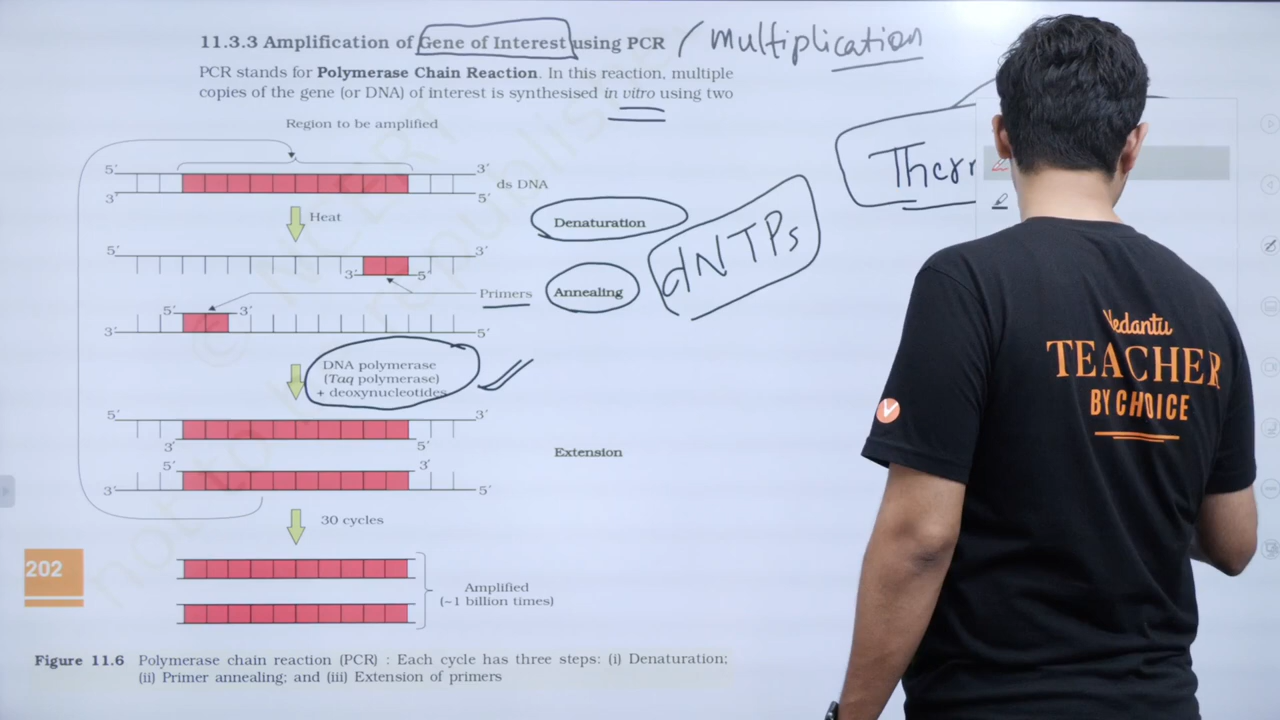 11.3.3 Amplification of Gene of Interest using PCR / multiplication
PCR stands for Polymerase Chain Reaction. In this reaction, multiple
copies of the gene (or DNA) of interest is synthesised in vitro using two
Region to be amplified
5′ 3′
3′ 5′
ds DNA
Heat
Denaturation
dNTPs
Ther
5′ 3′
3′ 5′
Primers
Annealing
5′ 3′
3′ 5′
DNA polymerase
(Taq polymerase)
+ deoxynucleotides
5′ 3′
3′ 5′
Extension
5′ 3′
3′ 5′
30 cycles
Amplified
(~1 billion times)
202
Figure 11.6 Polymerase chain reaction (PCR) : Each cycle has three steps: (i) Denaturation;
(ii) Primer annealing; and (iii) Extension of primers
Vedantu
TEACHER
BY CHOICE